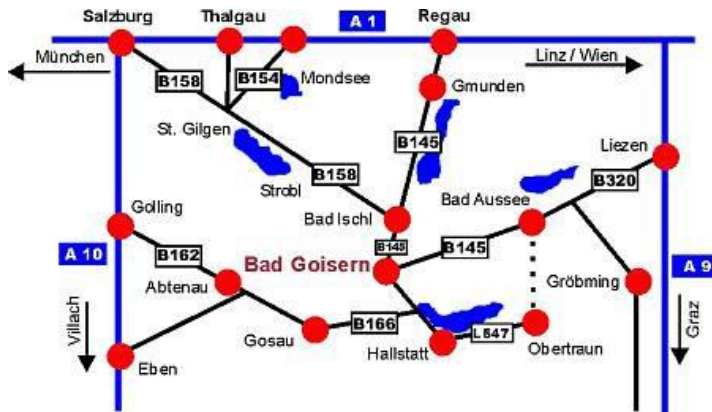 Salzburg
Thalgau
A 1
Regau
München
B158
B154
Mondsee
Linz / Wien
Gmunden
St. Gilgen
B145
Liezen
B158
Strobl
B320
Bad Aussee
Golling
Bad Ischl
B145
B145
A 10
B162
Bad Goisern
A 9
Abtenau
Gröbming
Villach
Graz
Gosau
B166
L547
Hallstatt
Obertraun
Eben